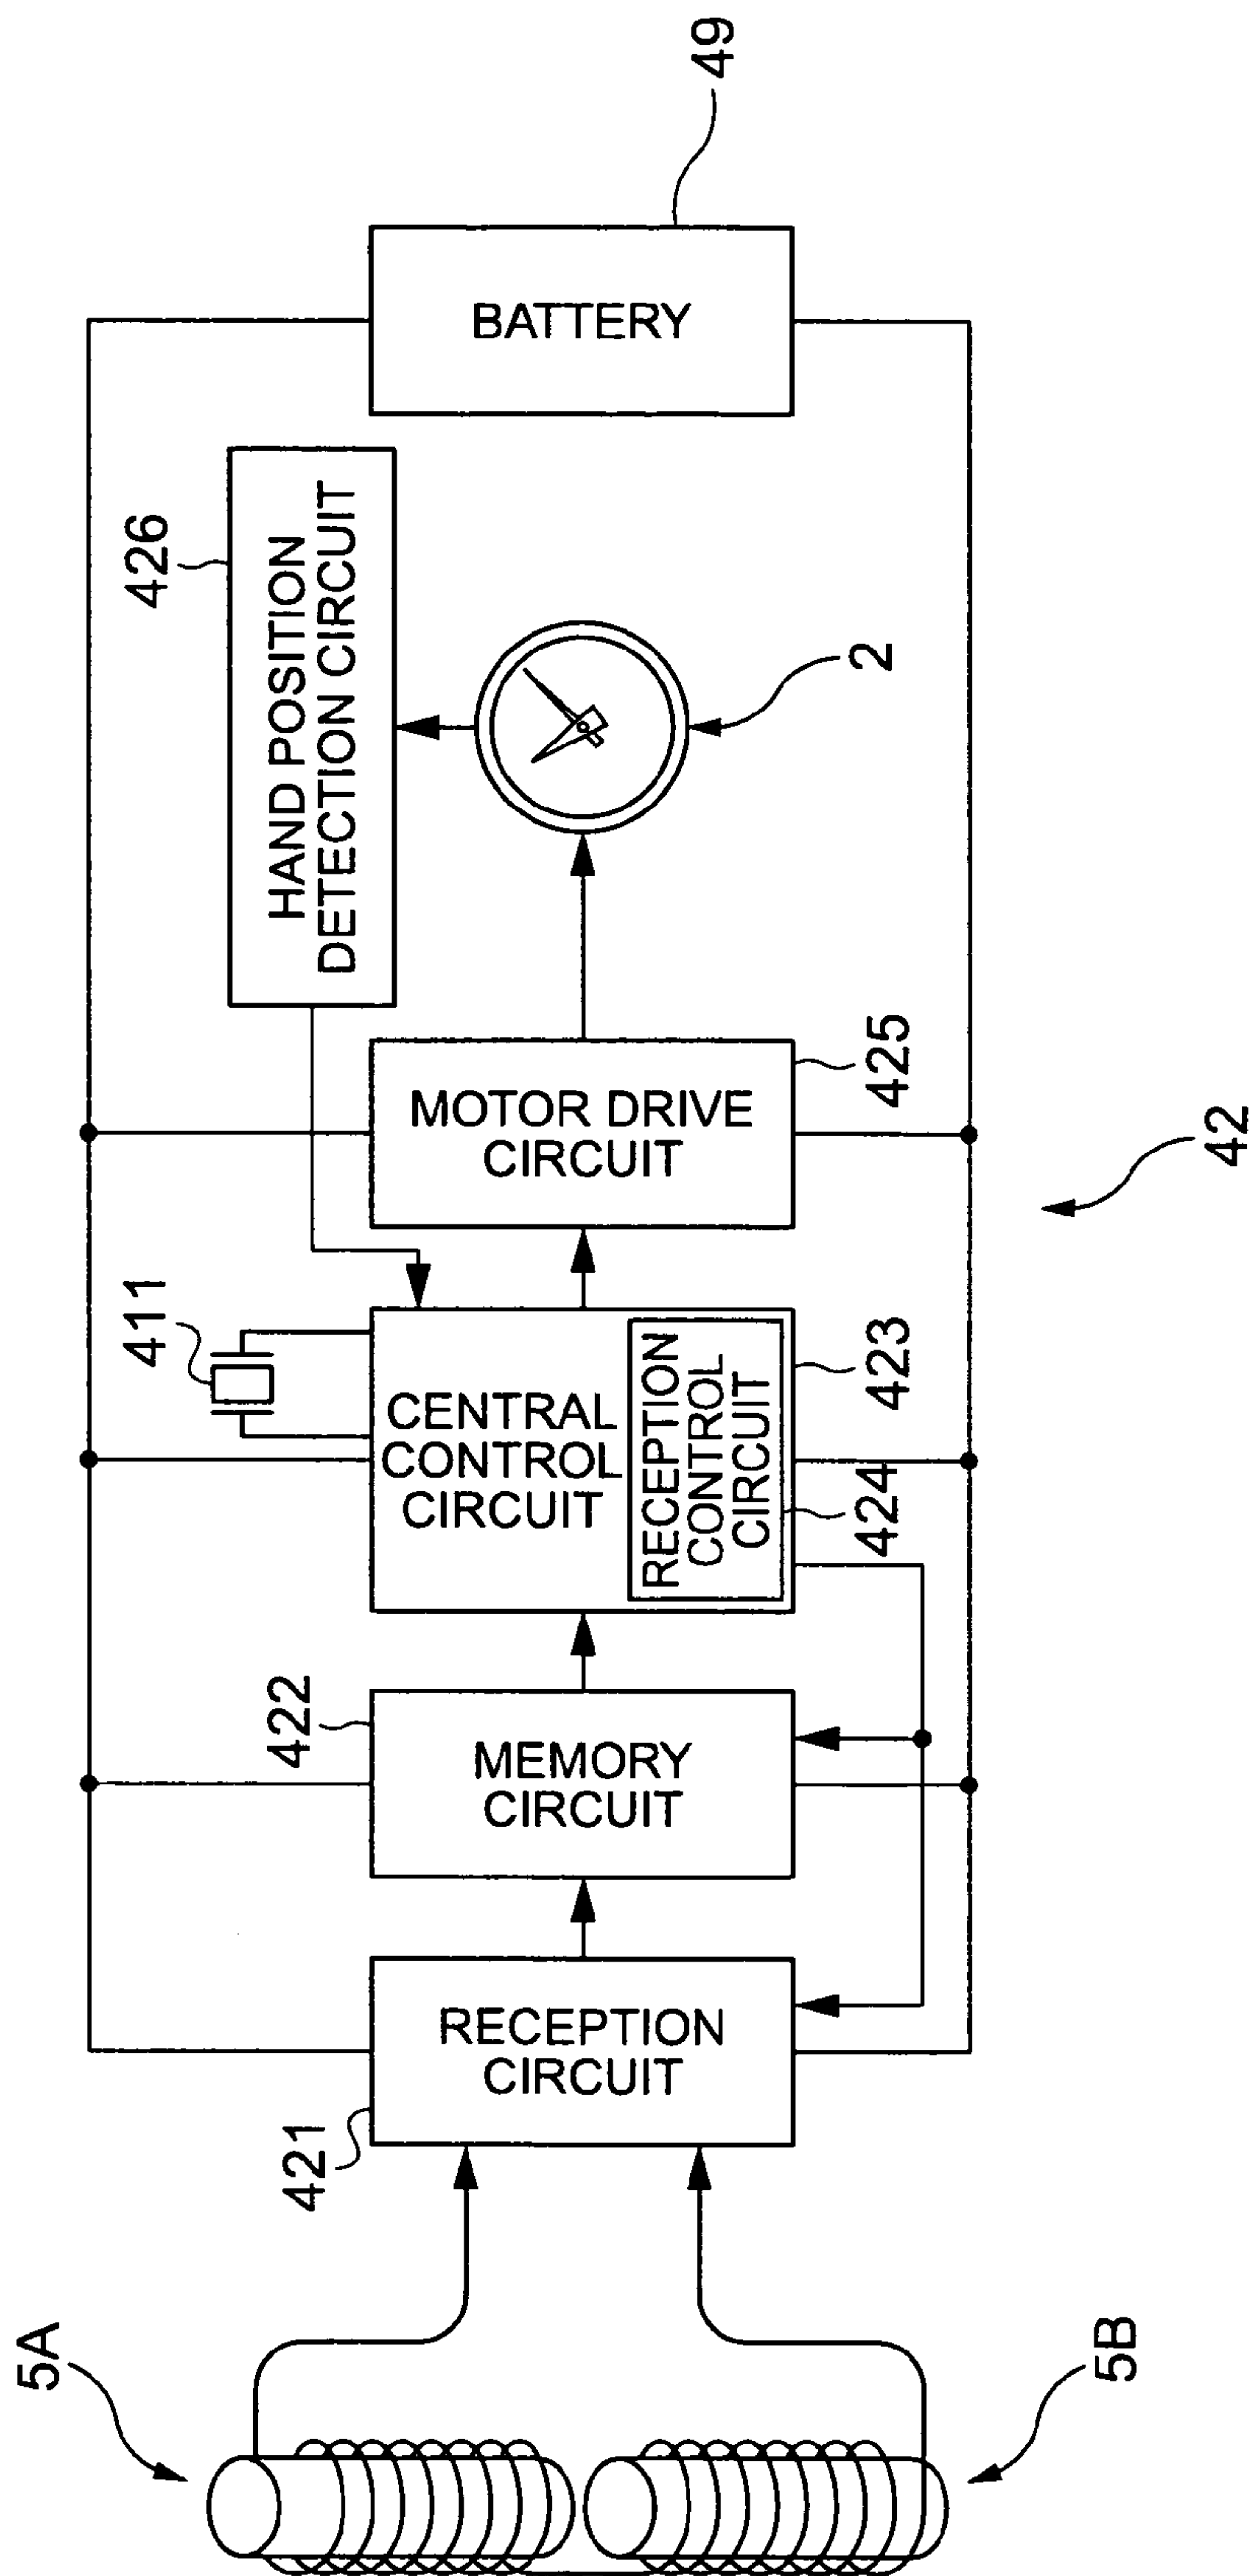 5A
5B
421
RECEPTION
CIRCUIT
422
MEMORY
CIRCUIT
411
CENTRAL
CONTROL
CIRCUIT
RECEPTION
CONTROL
CIRCUIT
424
423
MOTOR DRIVE
CIRCUIT
425
426
HAND POSITION
DETECTION CIRCUIT
2
BATTERY
49
42